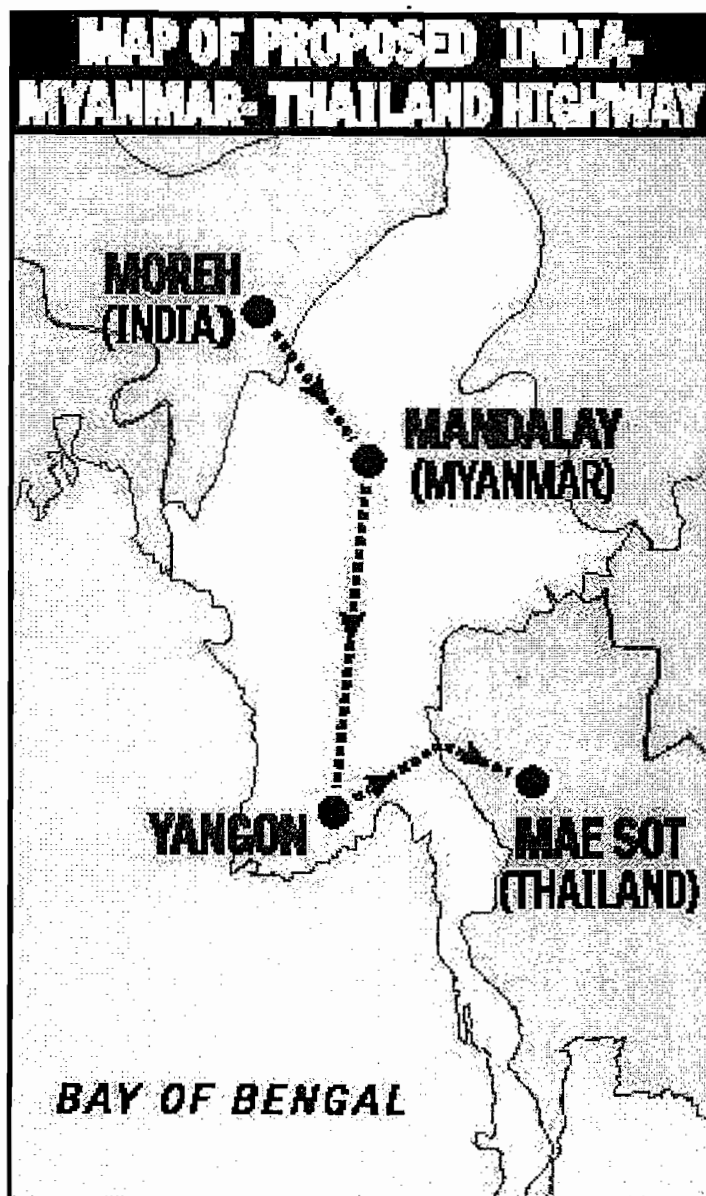 MAP OF PROPOSED INDIA-
MYANMAR- THAILAND HIGHWAY
MOREH
(INDIA)
MANDALAY
(MYANMAR)
YANGON
MAE SOT
(THAILAND)
BAY OF BENGAL